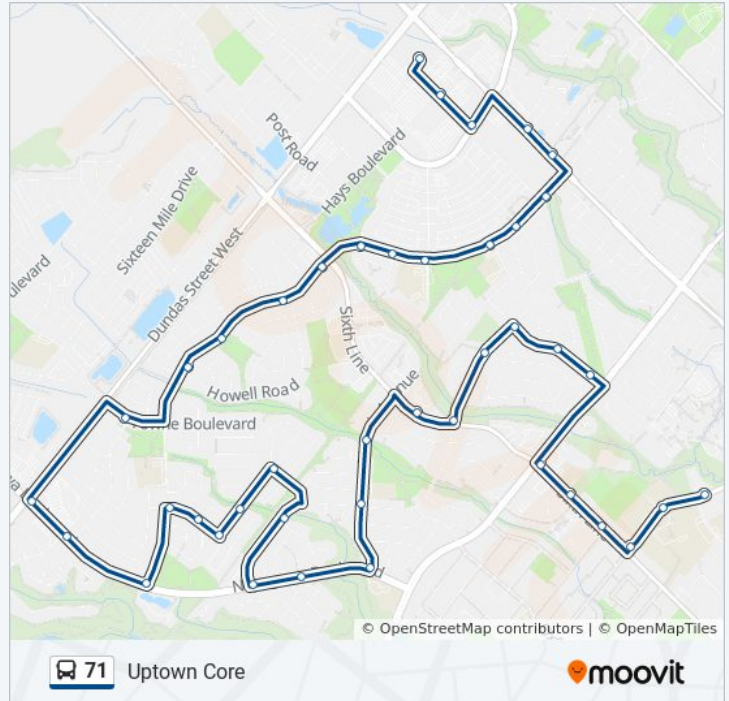 Post Road
Hays Boulevard
Sixteen Mile Drive
Dundas Street West
ulevard
Sixth Line
Howell Road
Boulevard
© OpenStreetMap contributors | © OpenMapTiles
71 Uptown Core
moovit